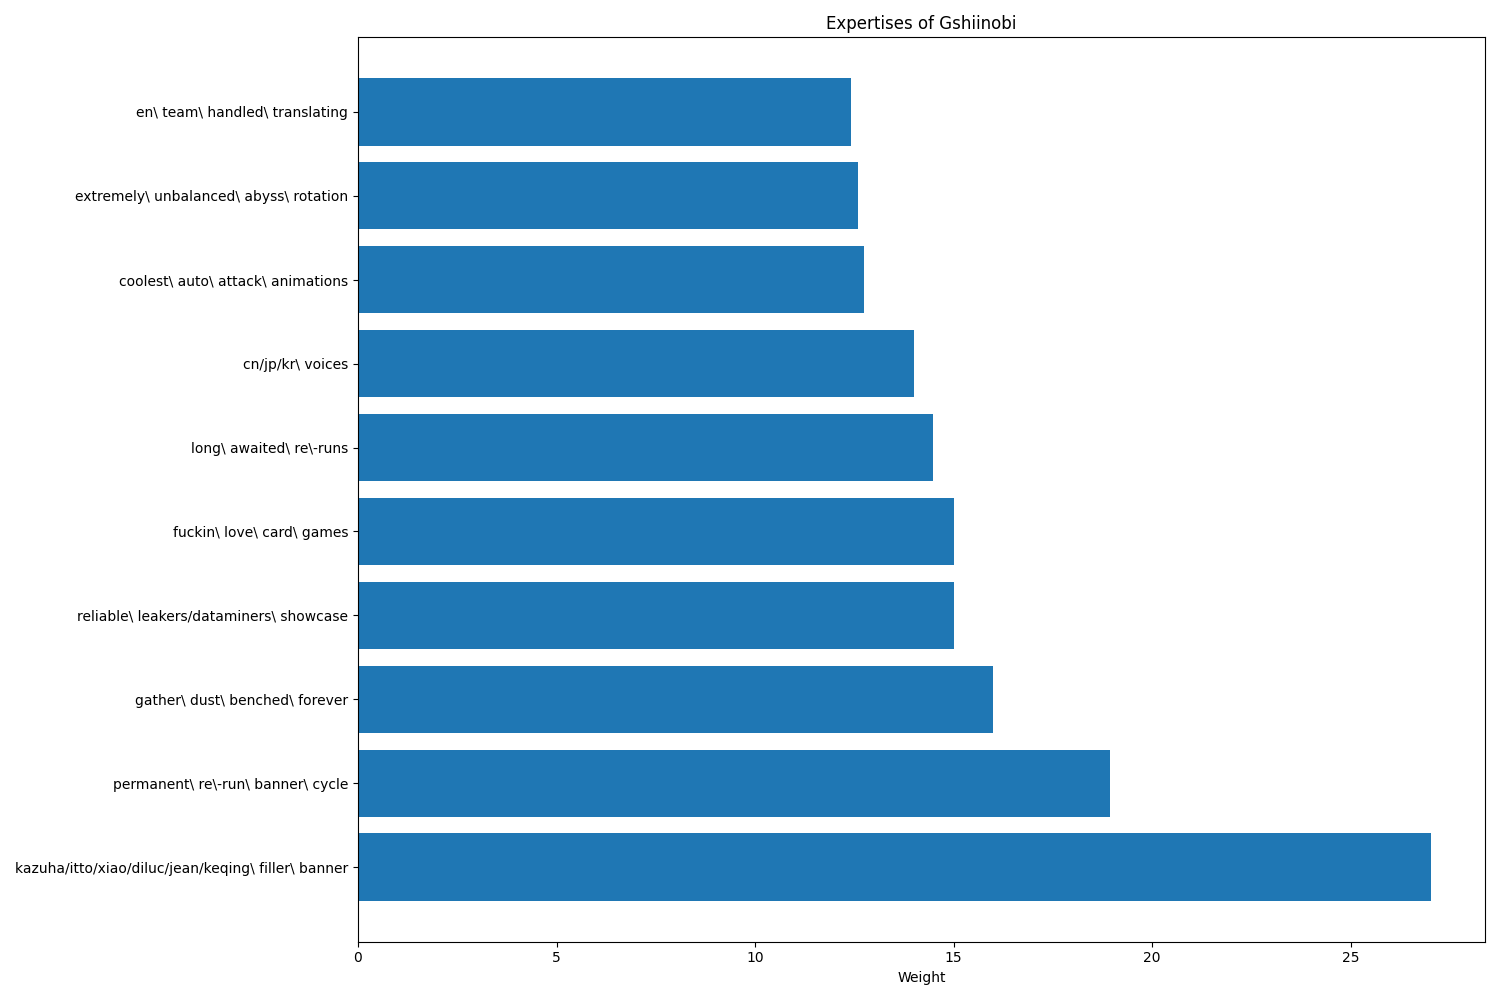 Expertises of Gshiinobi
en\ team\ handled\ translating
extremely\ unbalanced\ abyss\ rotation
coolest\ auto\ attack\ animations
cn/jp/kr\ voices
long\ awaited\ re\-runs
fuckin\ love\ card\ games
reliable\ leakers/dataminers\ showcase
gather\ dust\ benched\ forever
permanent\ re\-run\ banner\ cycle
kazuha/itto/xiao/diluc/jean/keqing\ filler\ banner
0 5 10 15 20 25
Weight